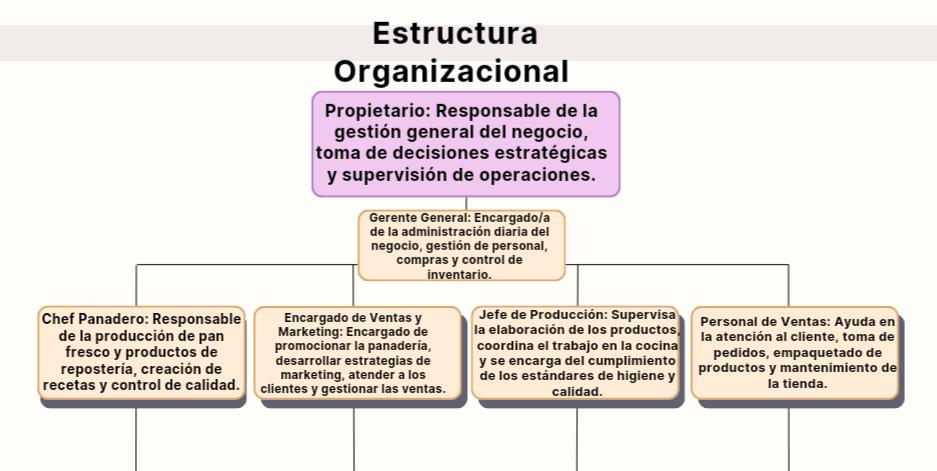 Estructura
Organizacional
Propietario: Responsable de la
gestión general del negocio,
toma de decisiones estratégicas
y supervisión de operaciones.
Gerente General: Encargado/a
de la administración diaria del
negocio, gestión de personal,
compras y control de
inventario.
Chef Panadero: Responsable
de la producción de pan
fresco y productos de
repostería, creación de
recetas y control de calidad.
Encargado de Ventas y
Marketing: Encargado de
promocionar la panadería,
desarrollar estrategias de
marketing, atender a los
clientes y gestionar las ventas.
Jefe de Producción: Supervisa
la elaboración de los productos,
coordina el trabajo en la cocina
y se encarga del cumplimiento
de los estándares de higiene y
calidad.
Personal de Ventas: Ayuda en
la atención al cliente, toma de
pedidos, empaquetado de
productos y mantenimiento de
la tienda.